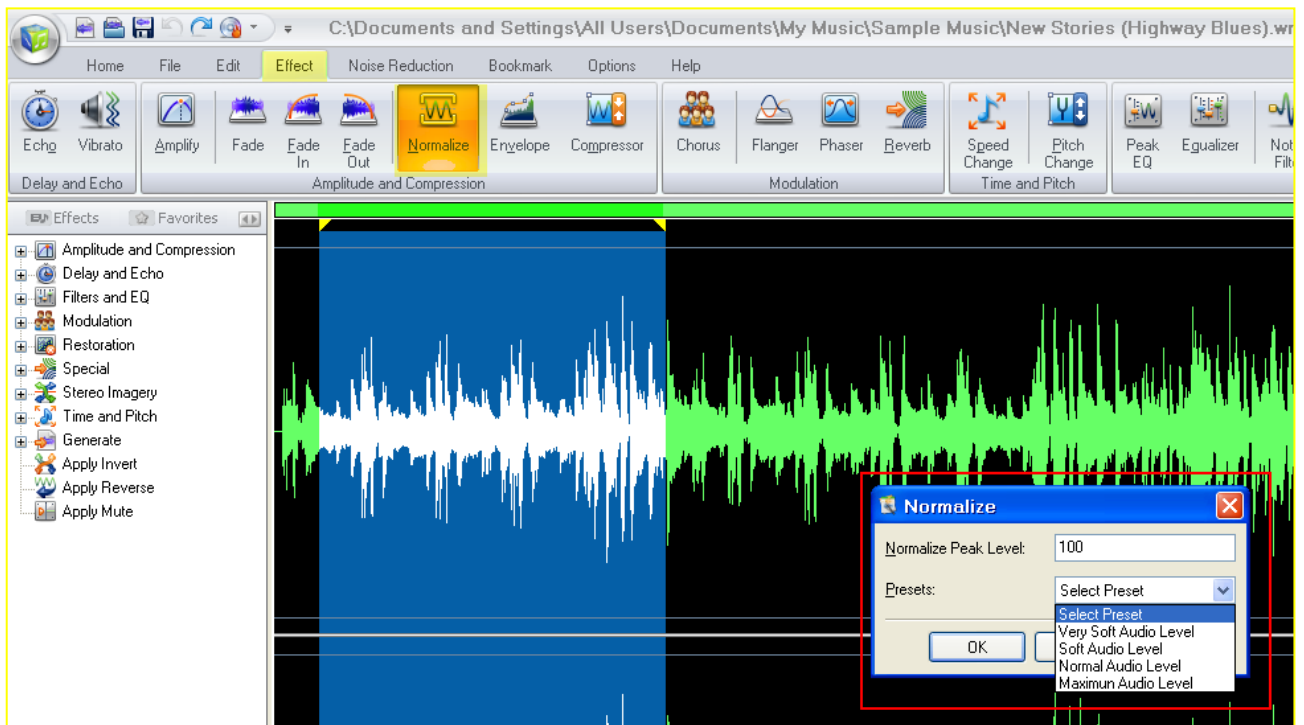 C:\Documents and Settings\All Users\Documents\My Music\Sample Music\New Stories (Highway Blues).wr
Home File Edit Effect Noise Reduction Bookmark Options Help
Echo Vibrato Amplify Fade Fade In Fade Out Normalize Envelope Compressor Chorus Flanger Phaser Reverb Speed Change Pitch Change Peak EQ Equalizer
Delay and Echo Amplitude and Compression Modulation Time and Pitch
Effects Favorites
Amplitude and Compression
Delay and Echo
Filters and EQ
Modulation
Restoration
Special
Stereo Imagery
Time and Pitch
Generate
Apply Invert
Apply Reverse
Apply Mute
Normalize
Normalize Peak Level: 100
Presets: Select Preset
Select Preset
Very Soft Audio Level
Soft Audio Level
Normal Audio Level
Maximun Audio Level
OK